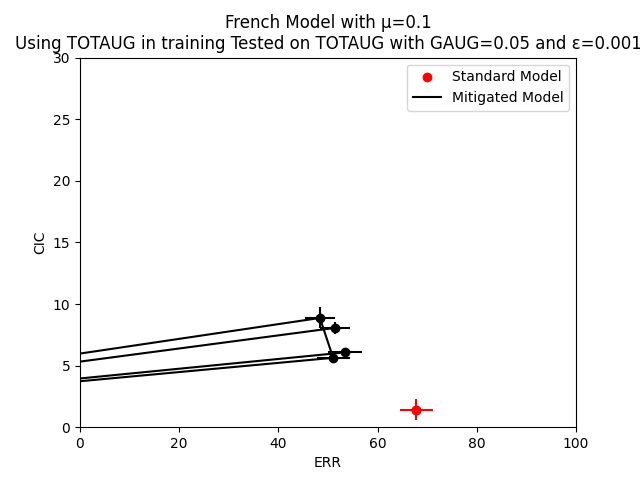 French Model with μ=0.1
Using TOTAUG in training Tested on TOTAUG with GAUG=0.05 and ε=0.001
Standard Model
Mitigated Model
30
25
20
15
10
5
0
CIC
0 20 40 60 80 100
ERR